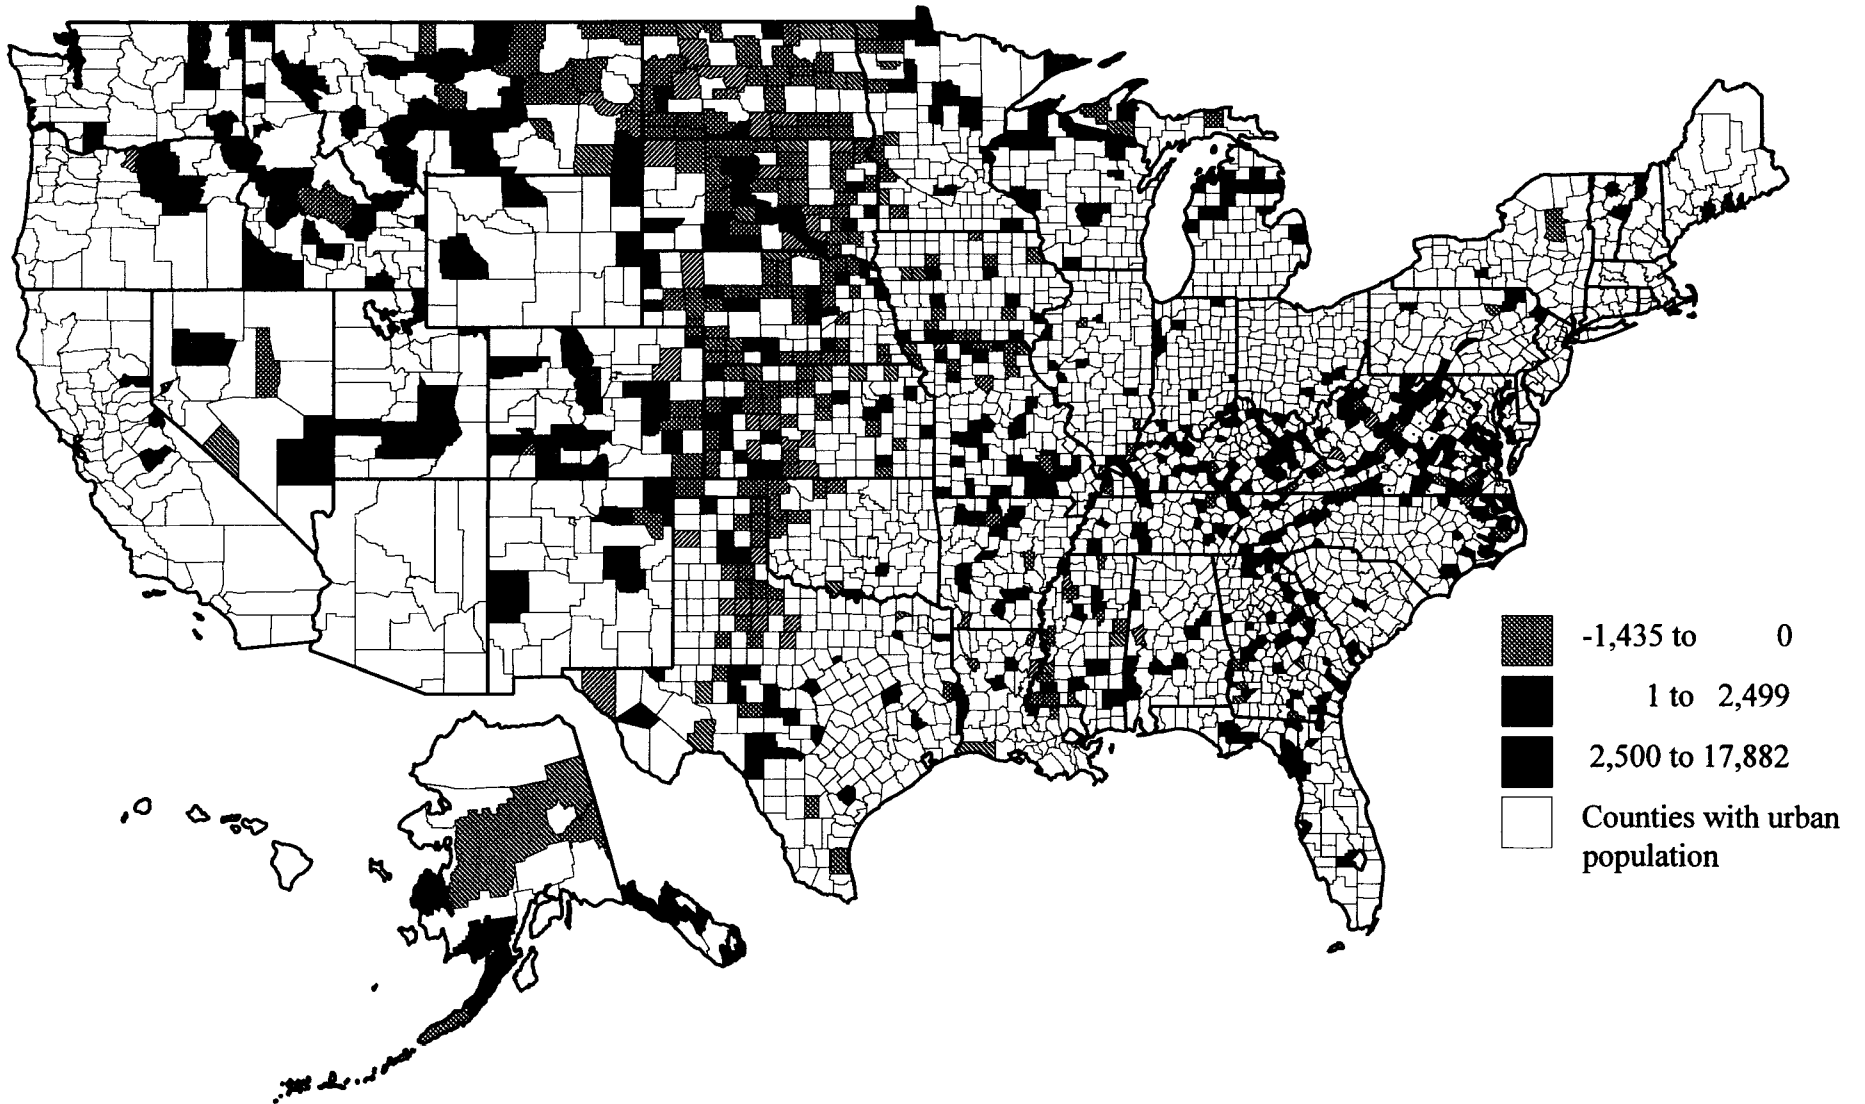 -1,435 to 0
1 to 2,499
2,500 to 17,882
Counties with urban
population